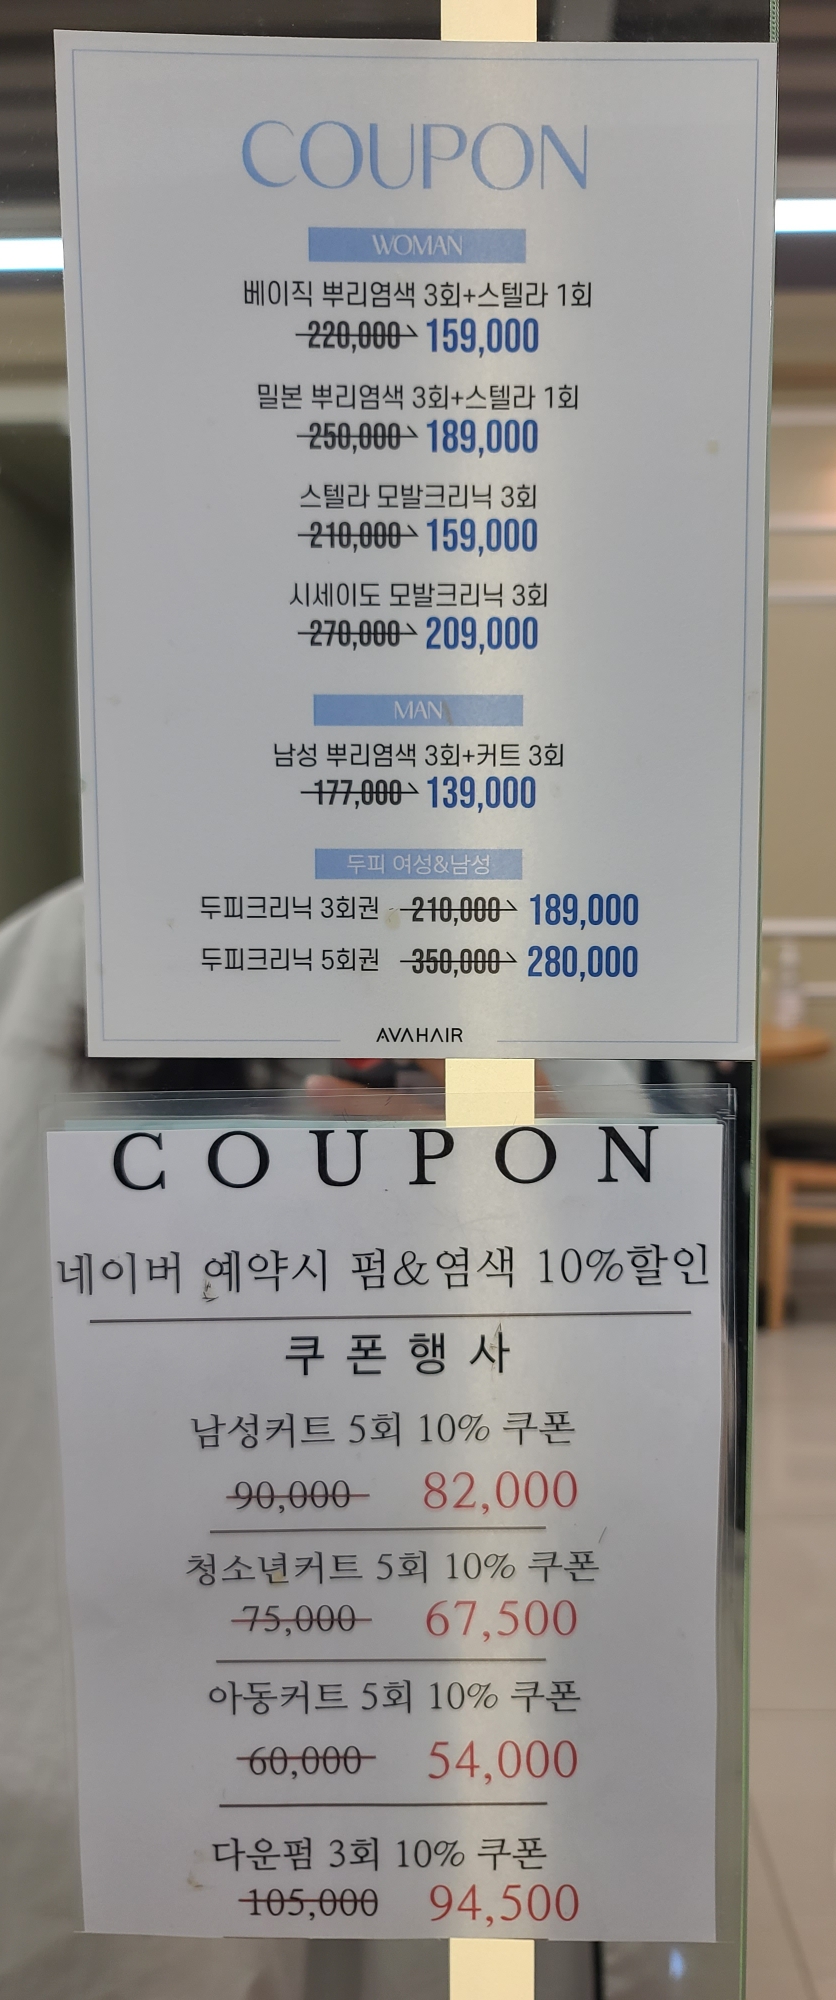 COUPON
WOMAN
베이직 뿌리염색 3회+스텔라 1회
220,000 159,000
밀본 뿌리염색 3회+스텔라 1회
250,000 189,000
스텔라 모발크리닉 3회
210,000 159,000
시세이도 모발크리닉 3회
270,000 209,000
MAN
남성 뿌리염색 3회+커트 3회
177,000 139,000
두피 여성&남성
두피크리닉 3회권 210,000 189,000
두피크리닉 5회권 350,000 280,000
AVAHAIR
COUPON
네이버 예약시 펌&염색 10%할인
쿠폰행사
남성커트 5회 10% 쿠폰
90,000 82,000
청소년커트 5회 10% 쿠폰
75,000 67,500
아동커트 5회 10% 쿠폰
60,000 54,000
다운펌 3회 10% 쿠폰
105,000 94,500